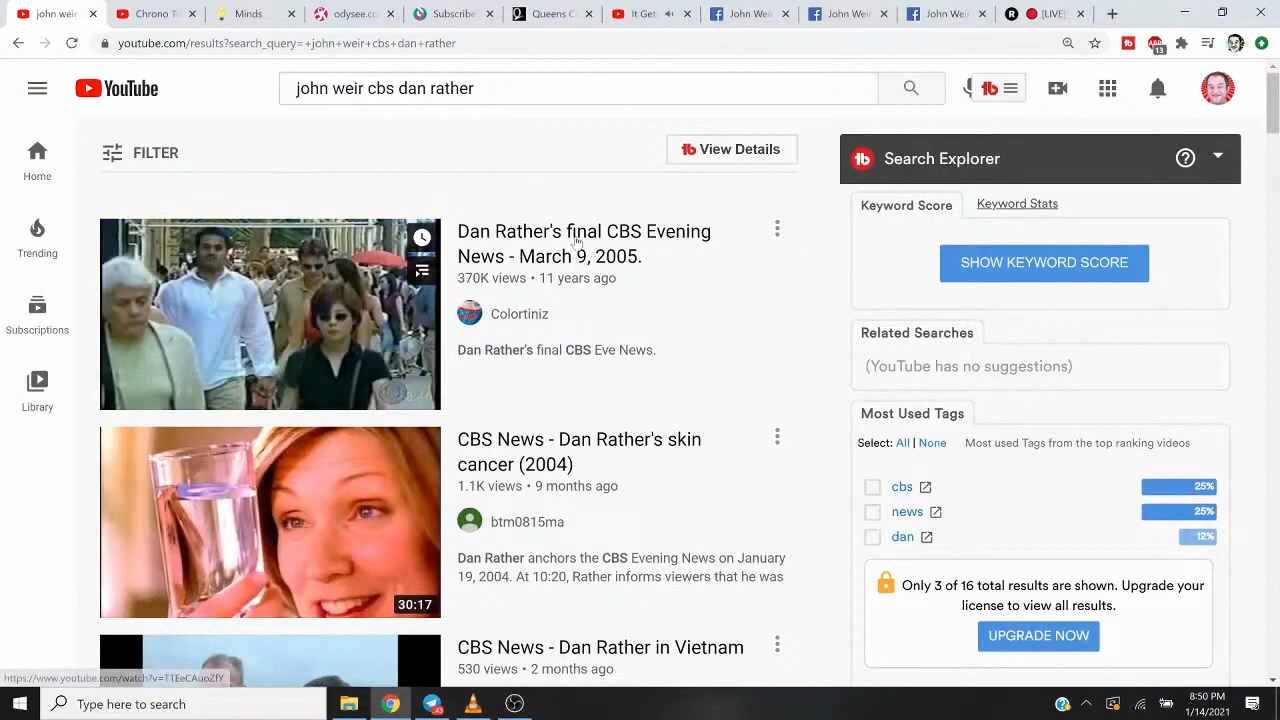 john weir
Chrono T
Minds
odysee.co
Subscribe
Queens C
It Get
John Wei
John Wei
John Wei
[LIVE]
youtube.com/results?search_query=+john+weir+cbs+dan+rather
13
YouTube
john weir cbs dan rather
Home
Trending
Subscriptions
Library
FILTER
View Details
Dan Rather's final CBS Evening
News - March 9, 2005.
370K views • 11 years ago
Colortiniz
Dan Rather's final CBS Eve News.
CBS News - Dan Rather's skin
cancer (2004)
1.1K views • 9 months ago
btm0815ma
Dan Rather anchors the CBS Evening News on January
19, 2004. At 10:20, Rather informs viewers that he was
30:17
CBS News - Dan Rather in Vietnam
530 views • 2 months ago
Search Explorer
Keyword Score
Keyword Stats
SHOW KEYWORD SCORE
Related Searches
(YouTube has no suggestions)
Most Used Tags
Select: All | None Most used Tags from the top ranking videos
cbs 25%
news 25%
dan 12%
Only 3 of 16 total results are shown. Upgrade your
license to view all results.
UPGRADE NOW
https://www.youtube.com/watch?v=TTEeCAuoZfY
Type here to search
43
8:50 PM
1/14/2021